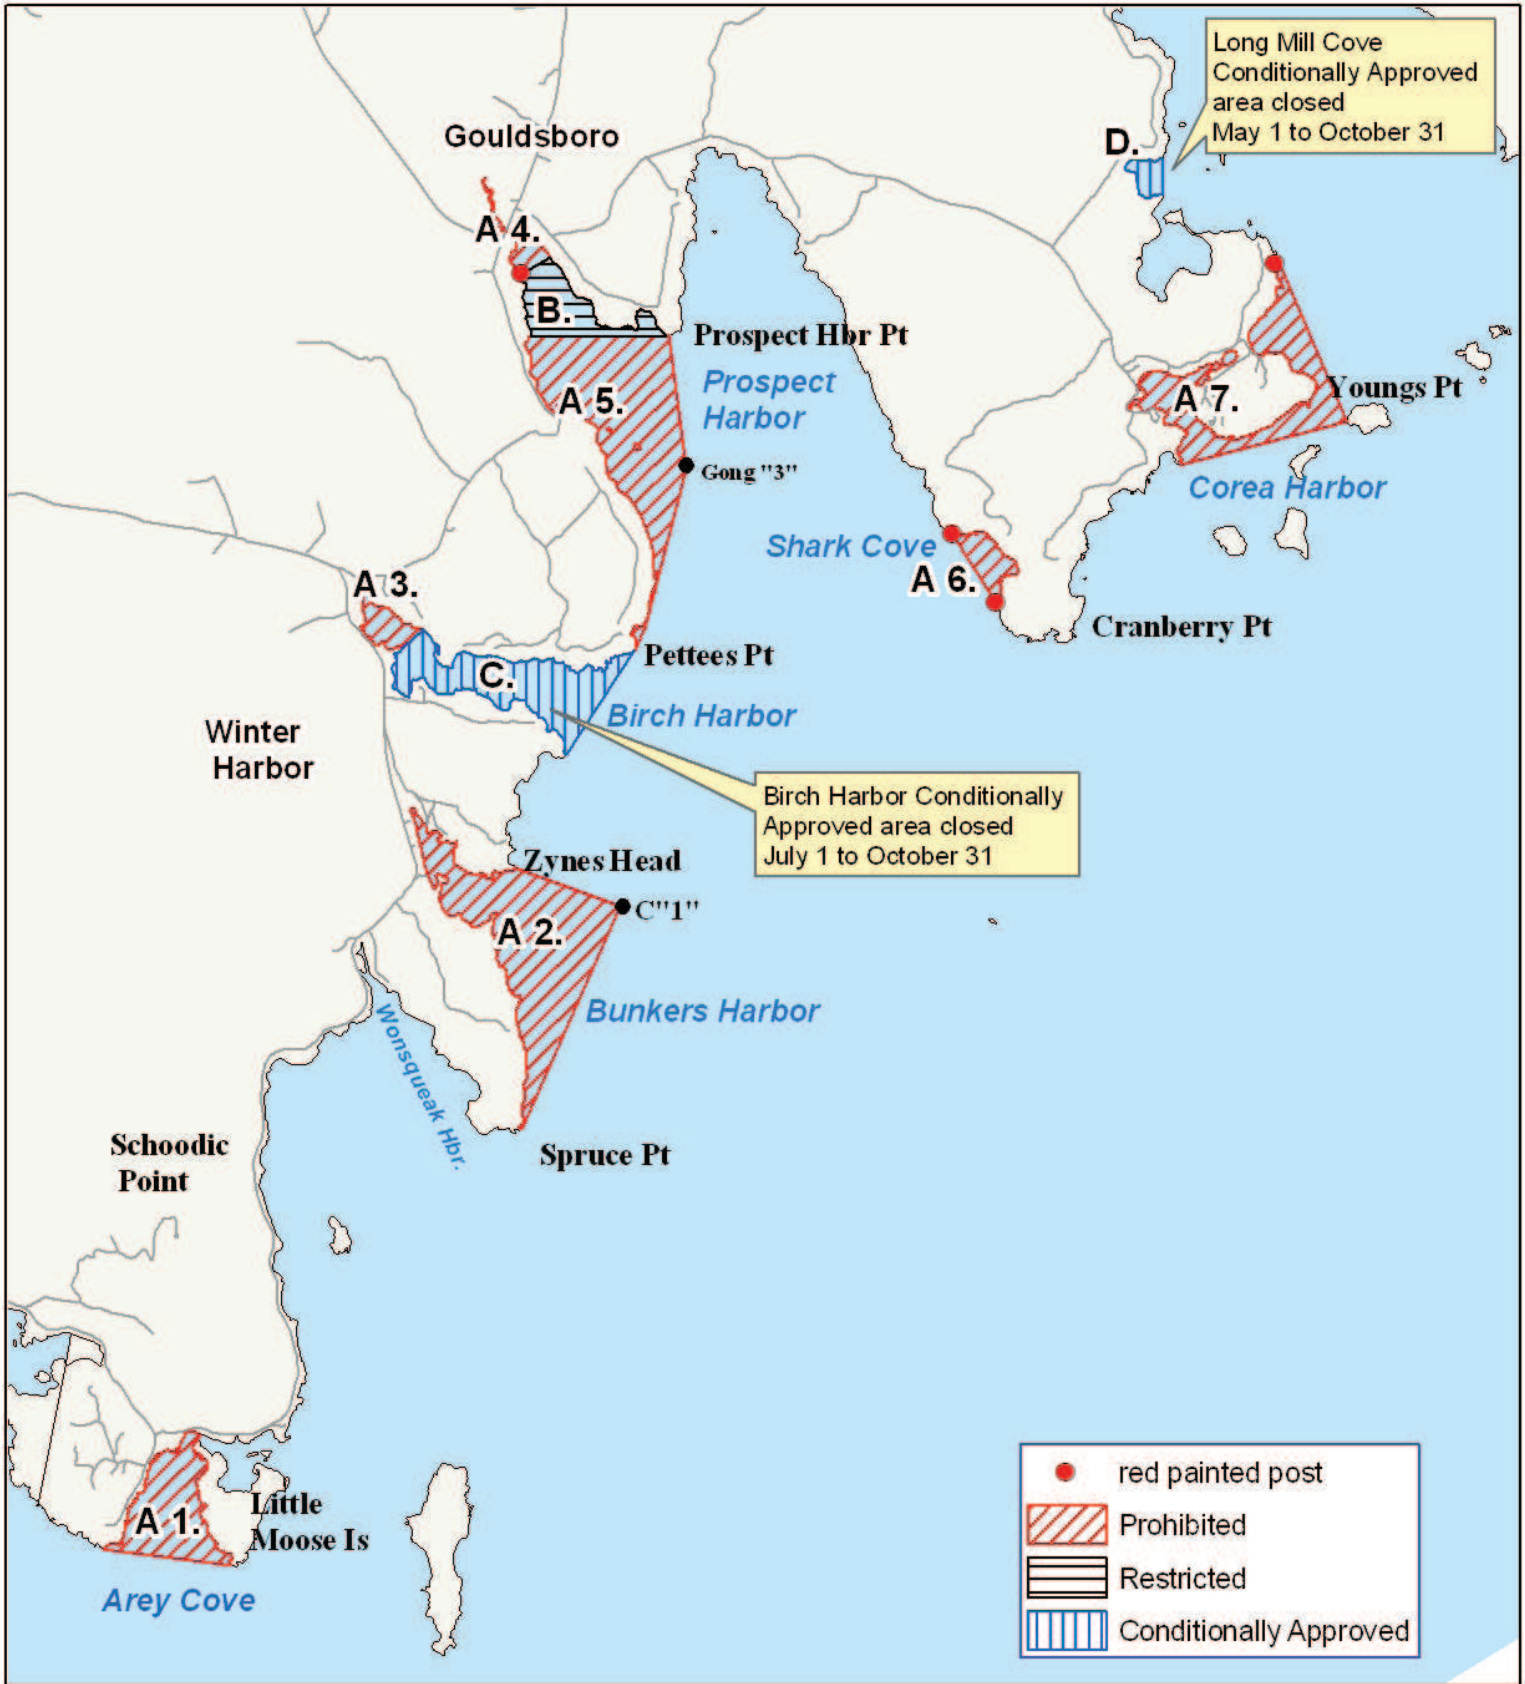 Long Mill Cove
Conditionally Approved
area closed
May 1 to October 31
Gouldsboro
D.
A 4.
B.
Prospect Hbr Pt
Prospect
Harbor
A 5.
Youngs Pt
A 7.
Gong "3"
Corea Harbor
Shark Cove
A 6.
A 3.
Cranberry Pt
Pettees Pt
C.
Birch Harbor
Winter
Harbor
Birch Harbor Conditionally
Approved area closed
July 1 to October 31
Zynes Head
C"1"
A 2.
Bunkers Harbor
Wonsqueak Hbr.
Schoodic
Point
Spruce Pt
Little
Moose Is
A 1.
Arey Cove
red painted post
Prohibited
Restricted
Conditionally Approved